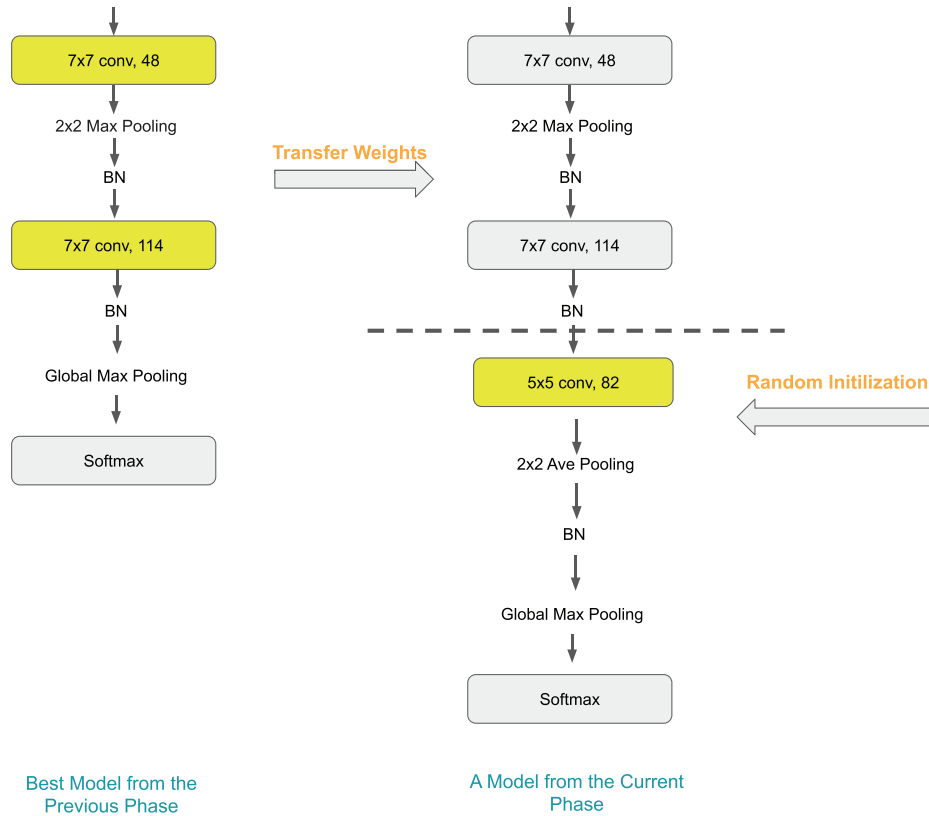 7x7 conv, 48
2x2 Max Pooling
BN
7x7 conv, 114
BN
Global Max Pooling
Softmax
Best Model from the
Previous Phase
Transfer Weights
7x7 conv, 48
2x2 Max Pooling
BN
7x7 conv, 114
BN
5x5 conv, 82
2x2 Ave Pooling
BN
Global Max Pooling
Softmax
A Model from the Current
Phase
Random Initilization